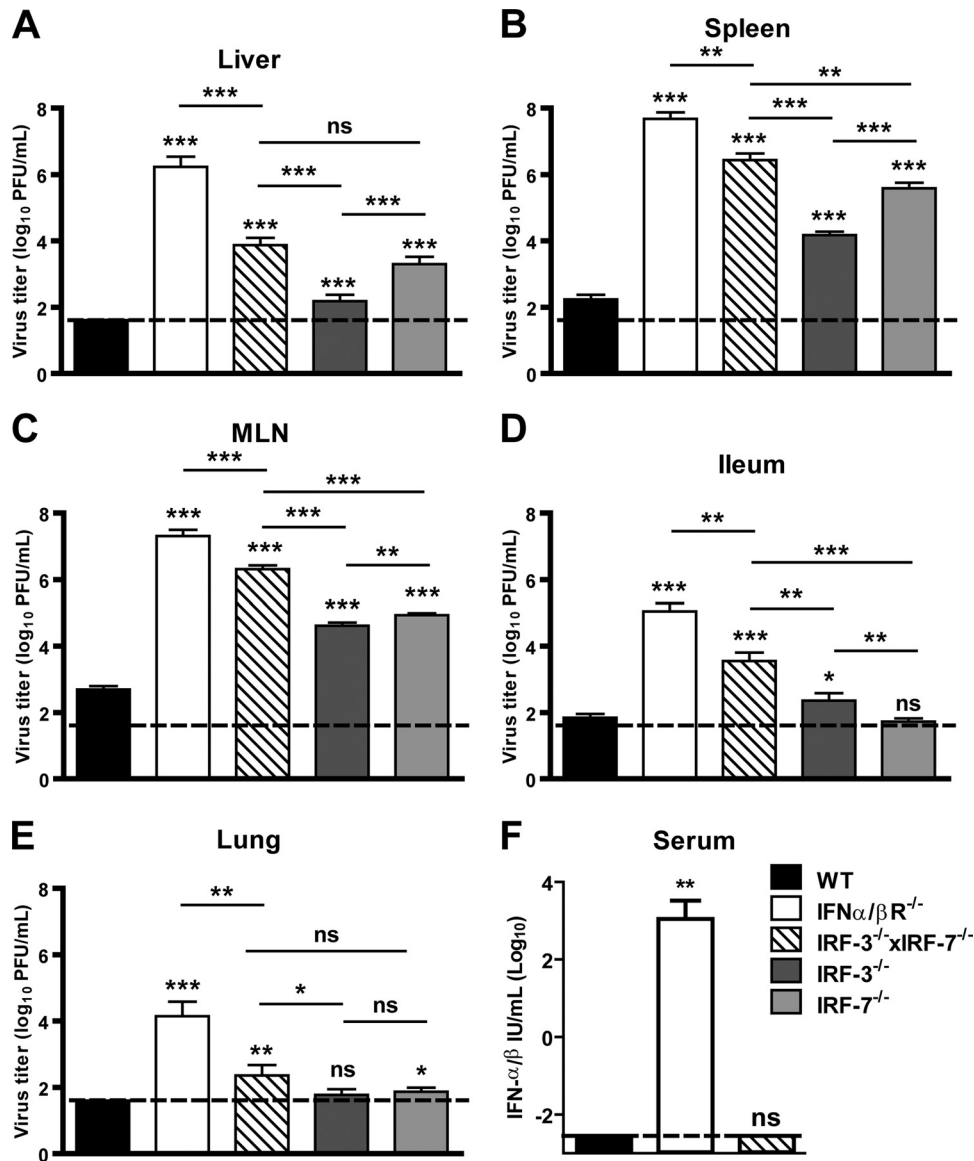 A
Liver
Virus titer (log10 PFU/mL)
8
6
4
2
0
***
***
ns
***
***
***
***
***
B
Spleen
Virus titer (log10 PFU/mL)
8
6
4
2
0
**
**
***
***
***
***
***
***
C
MLN
Virus titer (log10 PFU/mL)
8
6
4
2
0
***
***
***
**
***
***
***
***
D
Ileum
Virus titer (log10 PFU/mL)
8
6
4
2
0
**
***
**
**
***
***
*
ns
E
Lung
Virus titer (log10 PFU/mL)
8
6
4
2
0
**
ns
*
ns
***
**
ns
*
F
Serum
IFN-α/β IU/mL (Log10)
4
2
0
-2
**
ns
WT
IFNα/βR-/-
IRF-3-/-xIRF-7-/-
IRF-3-/-
IRF-7-/-